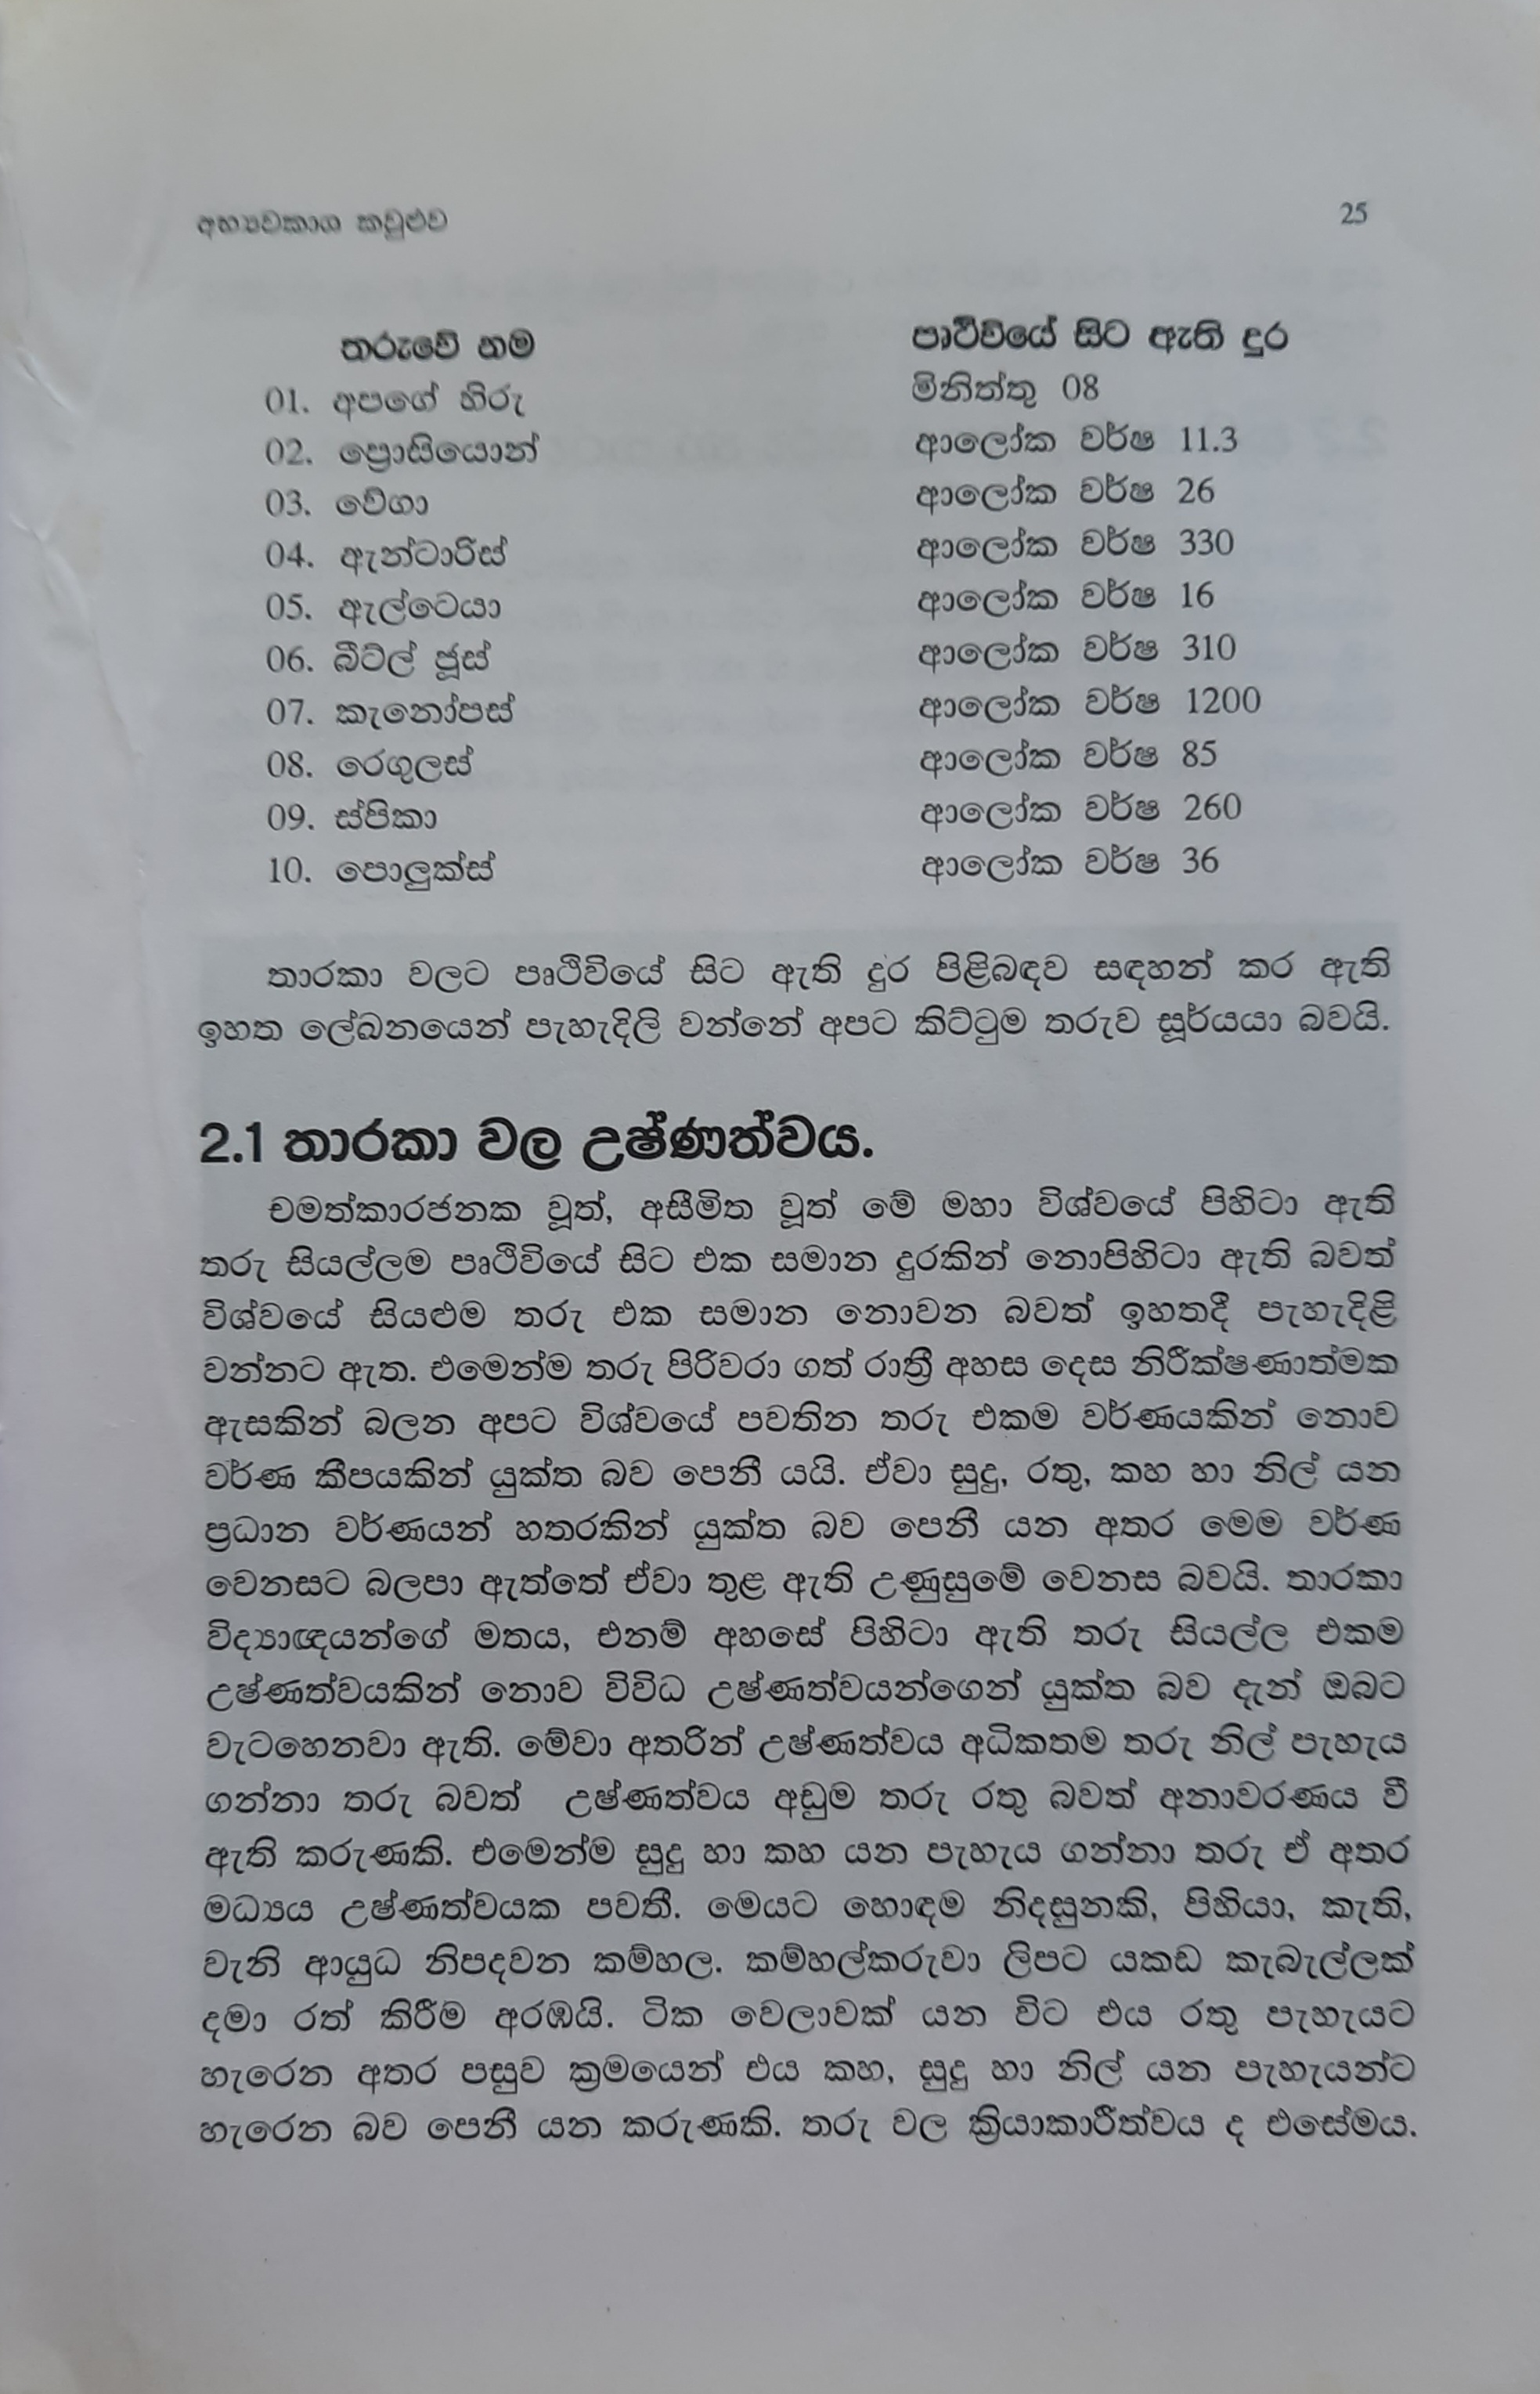 අභ්‍යවකාශ කවුළුව 25
තරුවේ නම පෘථිවියේ සිට ඇති දුර
01. අපගේ හිරු මිනිත්තු 08
02. ප්‍රොසියොන් ආලෝක වර්ෂ 11.3
03. වේගා ආලෝක වර්ෂ 26
04. ඇන්ටාරිස් ආලෝක වර්ෂ 330
05. ඇල්ටෙයා ආලෝක වර්ෂ 16
06. බීට්ල් ජූස් ආලෝක වර්ෂ 310
07. කැනෝපස් ආලෝක වර්ෂ 1200
08. රෙගුලස් ආලෝක වර්ෂ 85
09. ස්පිකා ආලෝක වර්ෂ 260
10. පොලුක්ස් ආලෝක වර්ෂ 36
තාරකා වලට පෘථිවියේ සිට ඇති දුර පිළිබඳව සඳහන් කර ඇති
ඉහත ලේඛනයෙන් පැහැදිලි වන්නේ අපට කිට්ටුම තරුව සූර්යයා බවයි.
2.1 තාරකා වල උෂ්ණත්වය.
චමත්කාරජනක වූත්, අසීමිත වූත් මේ මහා විශ්වයේ පිහිටා ඇති
තරු සියල්ලම පෘථිවියේ සිට එක සමාන දුරකින් නොපිහිටා ඇති බවත්
විශ්වයේ සියළුම තරු එක සමාන නොවන බවත් ඉහතදී පැහැදිළි
වන්නට ඇත. එමෙන්ම තරු පිරිවරා ගත් රාත්‍රී අහස දෙස නිරීක්ෂණාත්මක
ඇසකින් බලන අපට විශ්වයේ පවතින තරු එකම වර්ණයකින් නොව
වර්ණ කීපයකින් යුක්ත බව පෙනී යයි. ඒවා සුදු, රතු, කහ හා නිල් යන
ප්‍රධාන වර්ණයන් හතරකින් යුක්ත බව පෙනී යන අතර මෙම වර්ණ
වෙනසට බලපා ඇත්තේ ඒවා තුළ ඇති උණුසුමේ වෙනස බවයි. තාරකා
විද්‍යාඥයන්ගේ මතය, එනම් අහසේ පිහිටා ඇති තරු සියල්ල එකම
උෂ්ණත්වයකින් නොව විවිධ උෂ්ණත්වයන්ගෙන් යුක්ත බව දැන් ඔබට
වැටහෙනවා ඇති. මේවා අතරින් උෂ්ණත්වය අධිකතම තරු නිල් පැහැය
ගන්නා තරු බවත් උෂ්ණත්වය අඩුම තරු රතු බවත් අනාවරණය වී
ඇති කරුණකි. එමෙන්ම සුදු හා කහ යන පැහැය ගන්නා තරු ඒ අතර
මධ්‍යය උෂ්ණත්වයක පවතී. මෙයට හොඳම නිදසුනකි, පිහියා, කැති,
වැනි ආයුධ නිපදවන කම්හල. කම්හල්කරුවා ලිපට යකඩ කැබැල්ලක්
දමා රත් කිරීම අරඹයි. ටික වෙලාවක් යන විට එය රතු පැහැයට
හැරෙන අතර පසුව ක්‍රමයෙන් එය කහ, සුදු හා නිල් යන පැහැයන්ට
හැරෙන බව පෙනී යන කරුණකි. තරු වල ක්‍රියාකාරීත්වය ද එසේමය.